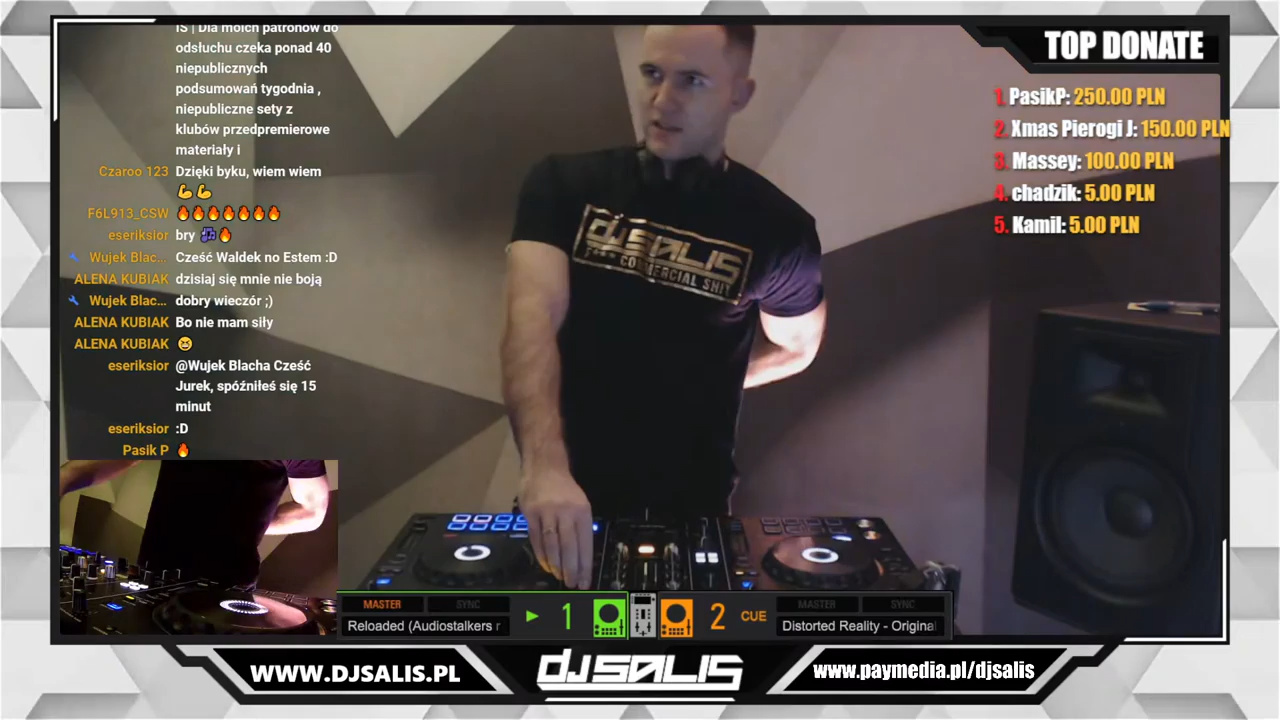 IS | Dla moich patronów do
odsłuchu czeka ponad 40
niepublicznych
podsumowań tygodnia ,
niepubliczne sety z
klubów przedpremierowe
materiały i
Czaroo 123 Dzięki byku, wiem wiem
💪💪
F6L913_CSW 🔥🔥🔥🔥🔥🔥🔥
eseriksior bry 🎶🔥
Wujek Blac... Cześć Waldek no Estem :D
ALENA KUBIAK dzisiaj się mnie nie boją
Wujek Blac... dobry wieczór ;)
ALENA KUBIAK Bo nie mam siły
ALENA KUBIAK 😆
eseriksior @Wujek Blacha Cześć
Jurek, spóźniłeś się 15
minut
eseriksior :D
Pasik P 🔥
TOP DONATE
1. PasikP: 250.00 PLN
2. Xmas Pierogi J: 150.00 PLN
3. Massey: 100.00 PLN
4. chadzik: 5.00 PLN
5. Kamil: 5.00 PLN
DJ SALIS
F*** COMMERCIAL SHIT
MASTER SYNC
Reloaded (Audiostalkers r
1
2 CUE
MASTER SYNC
Distorted Reality - Original
WWW.DJSALIS.PL
DJ SALIS
www.paymedia.pl/djsalis